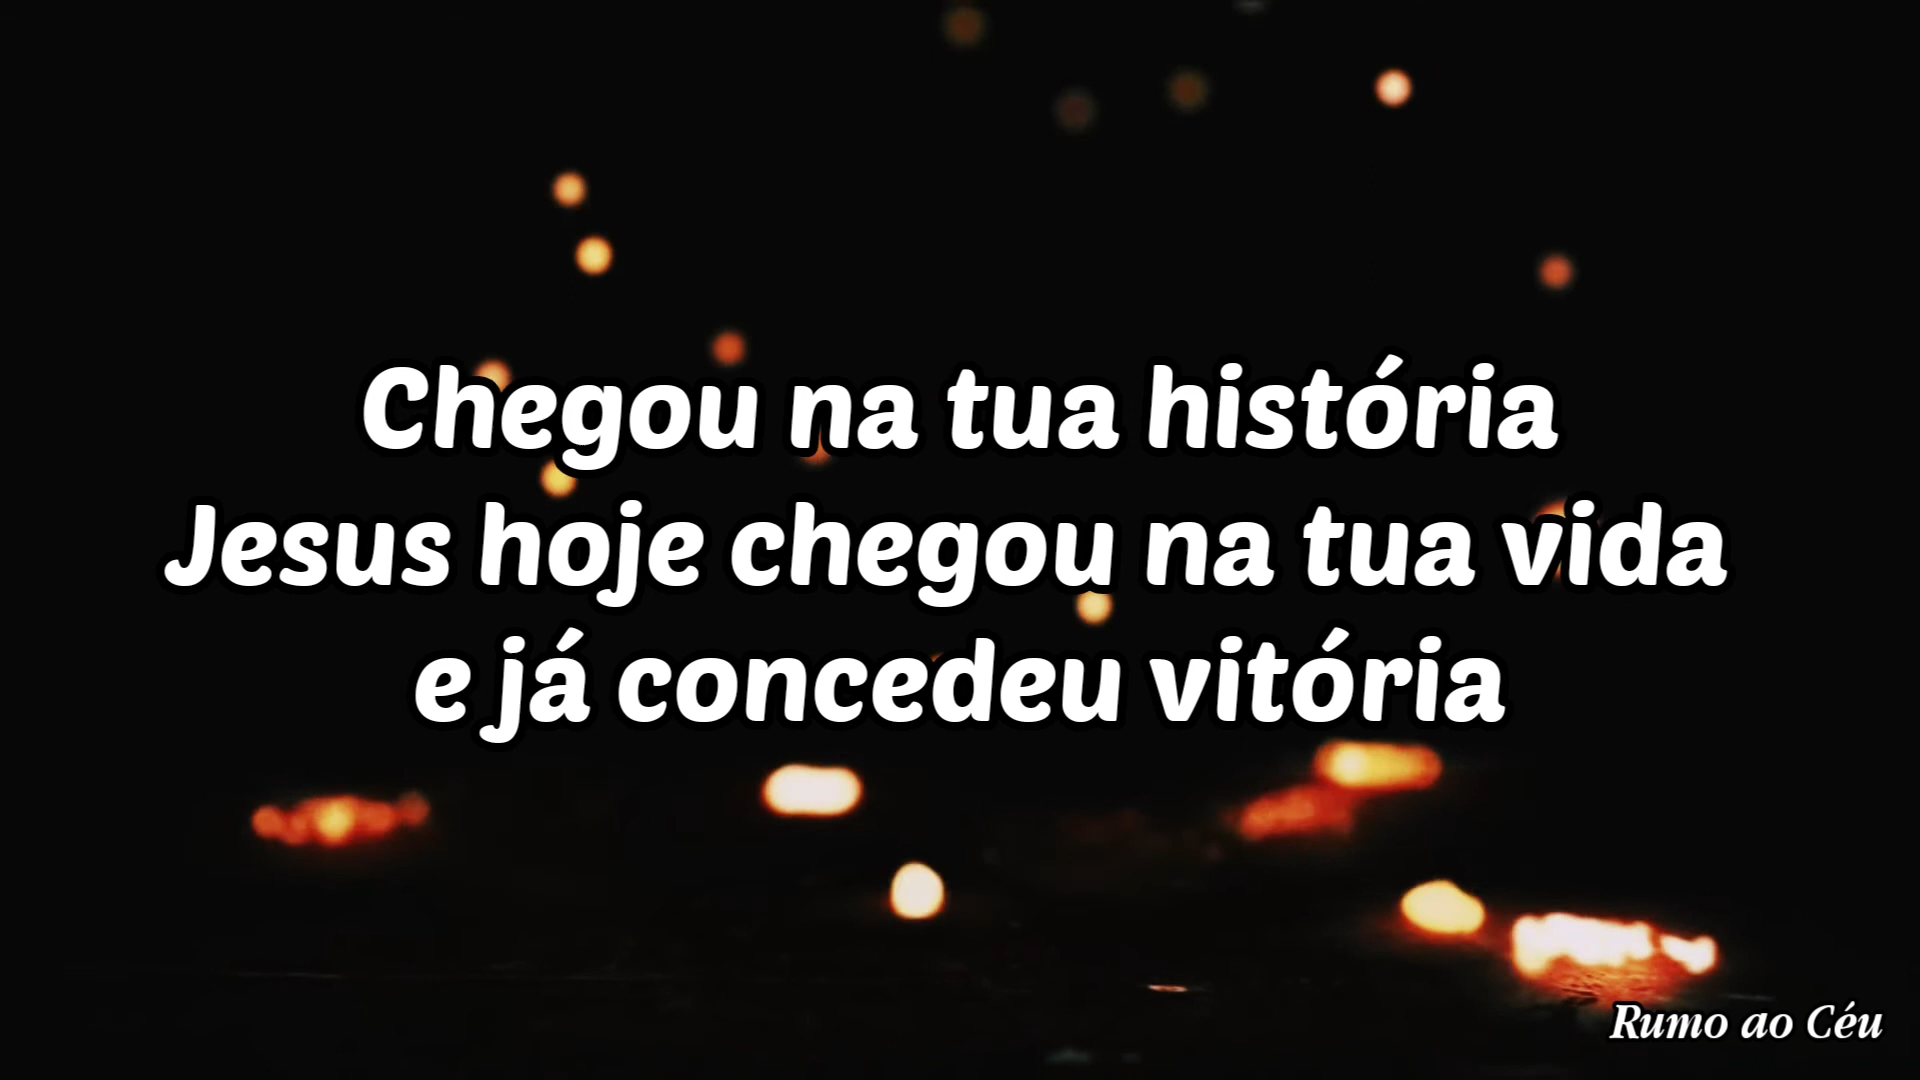 Chegou na tua história
Jesus hoje chegou na tua vida
e já concedeu vitória
Rumo ao Céu